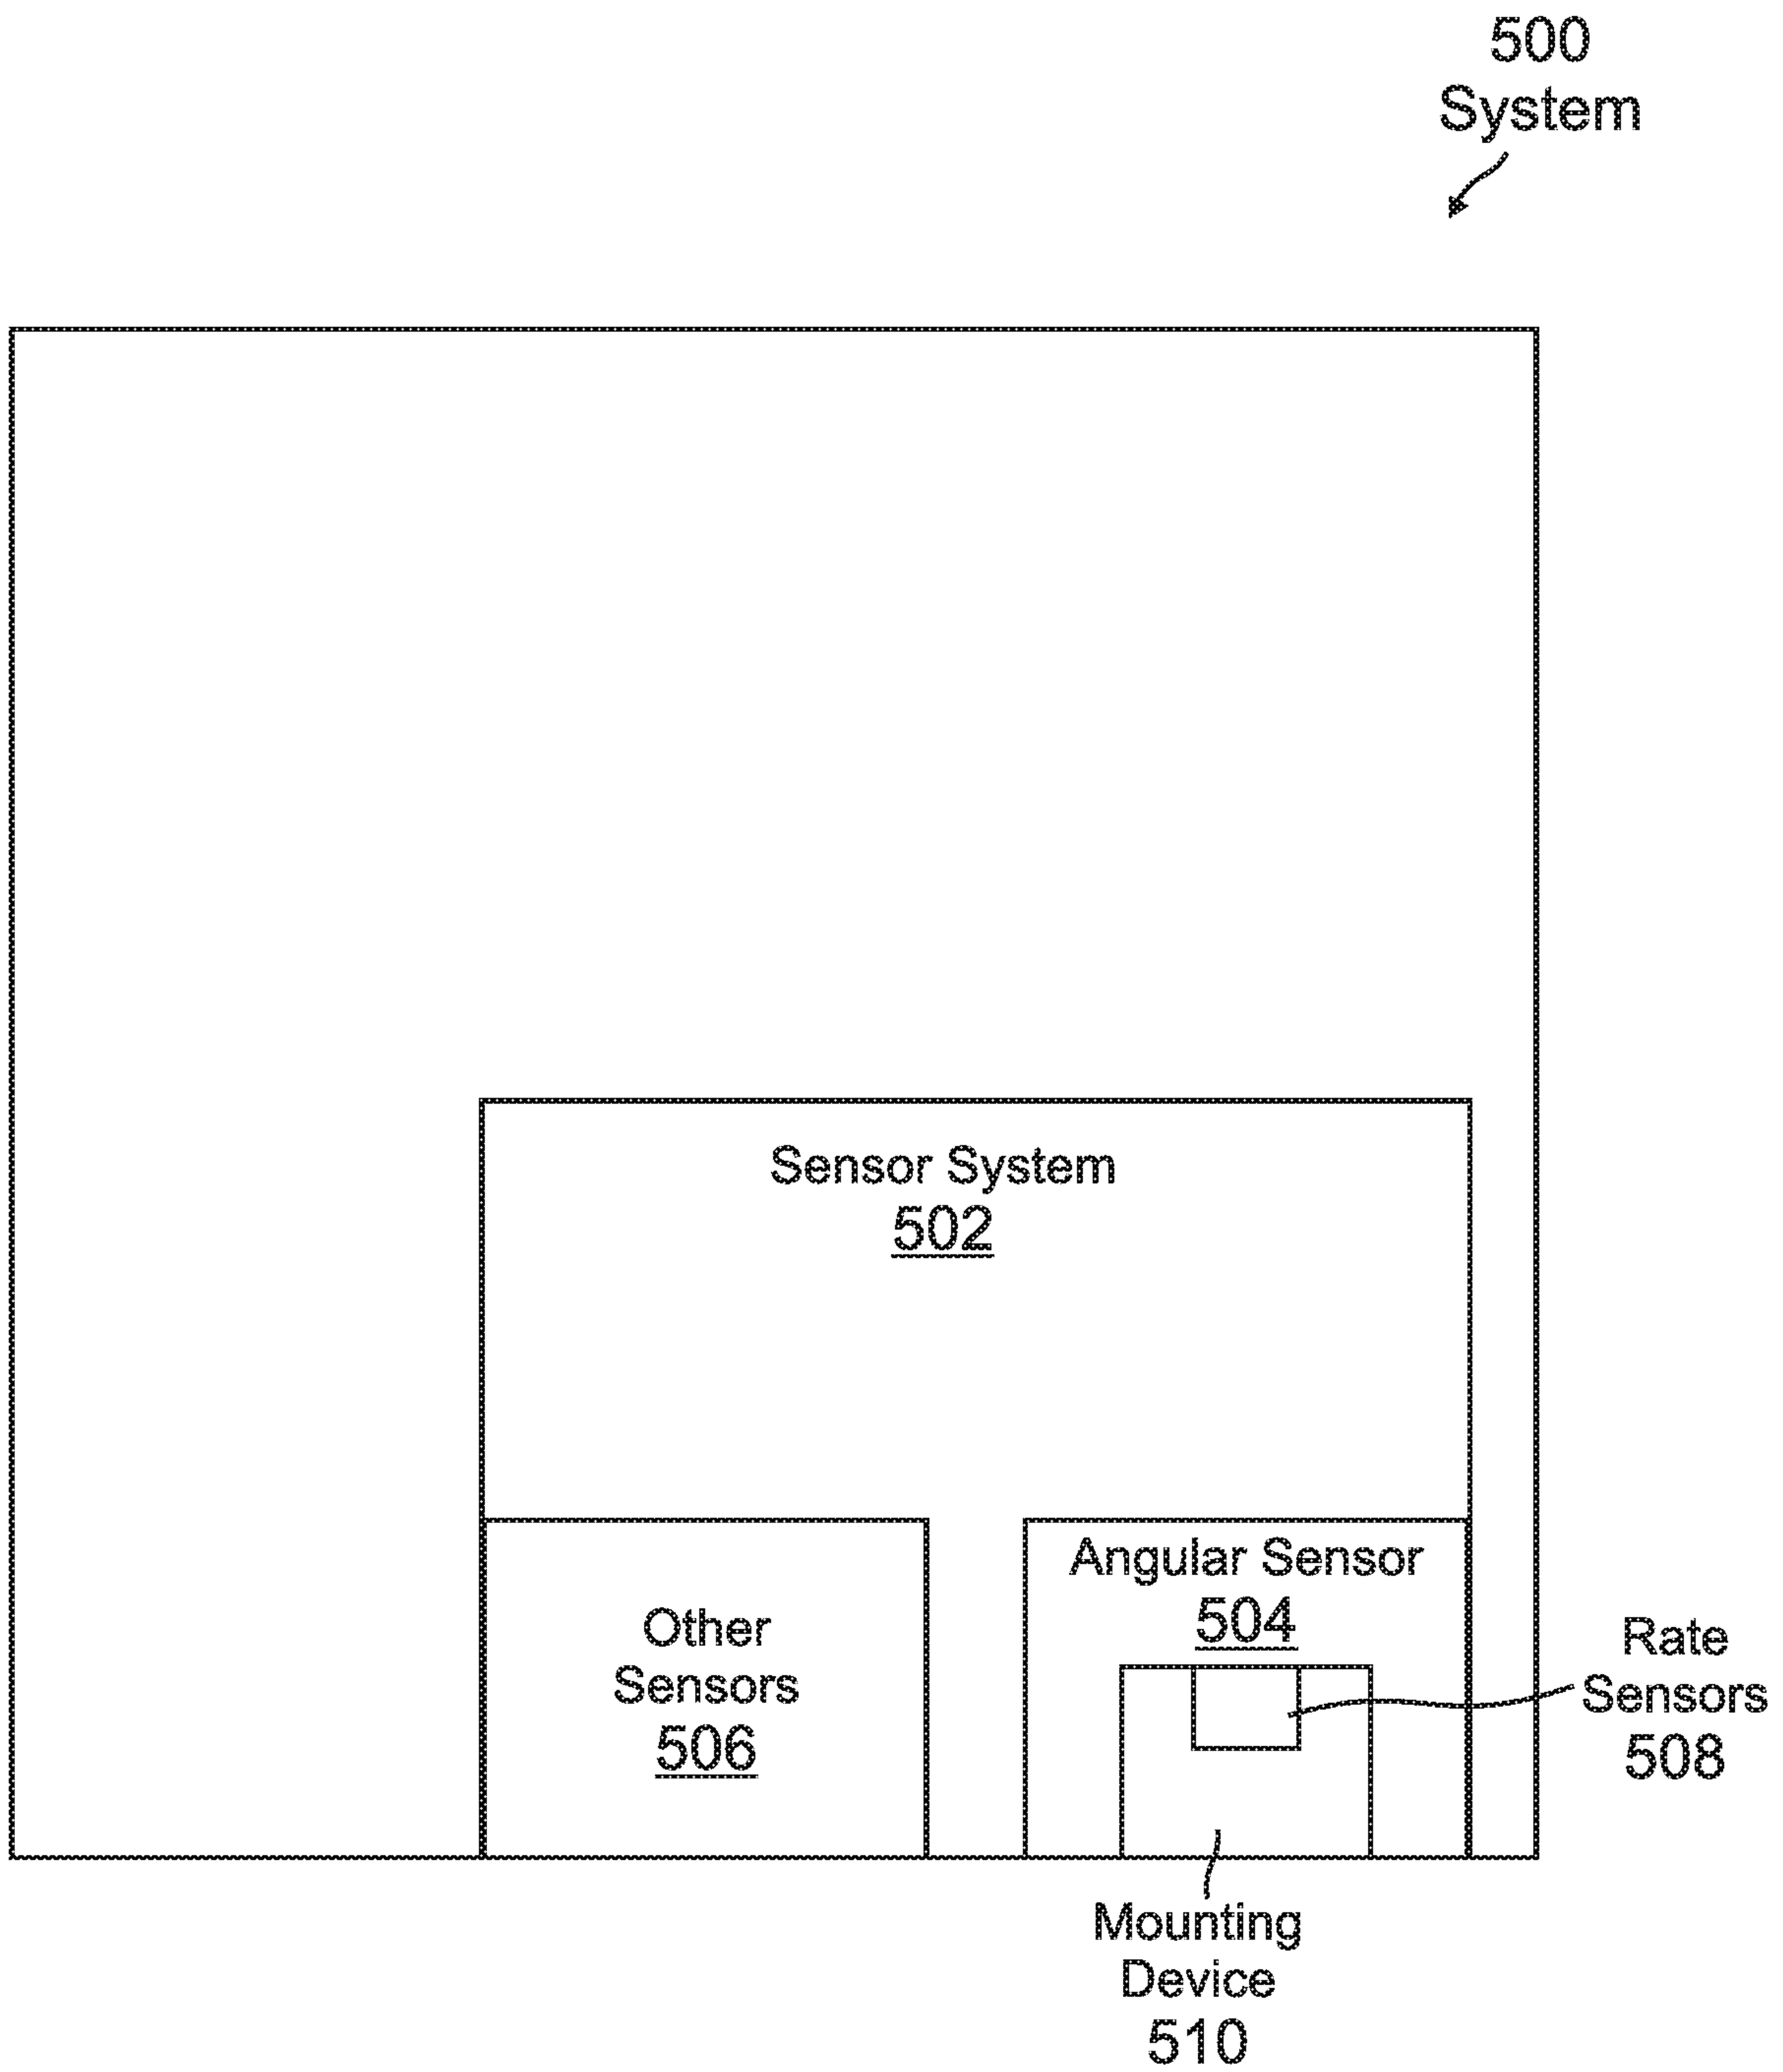 500
System
Sensor System
502
Angular Sensor
504
Other
Sensors
506
Rate
Sensors
508
Mounting
Device
510